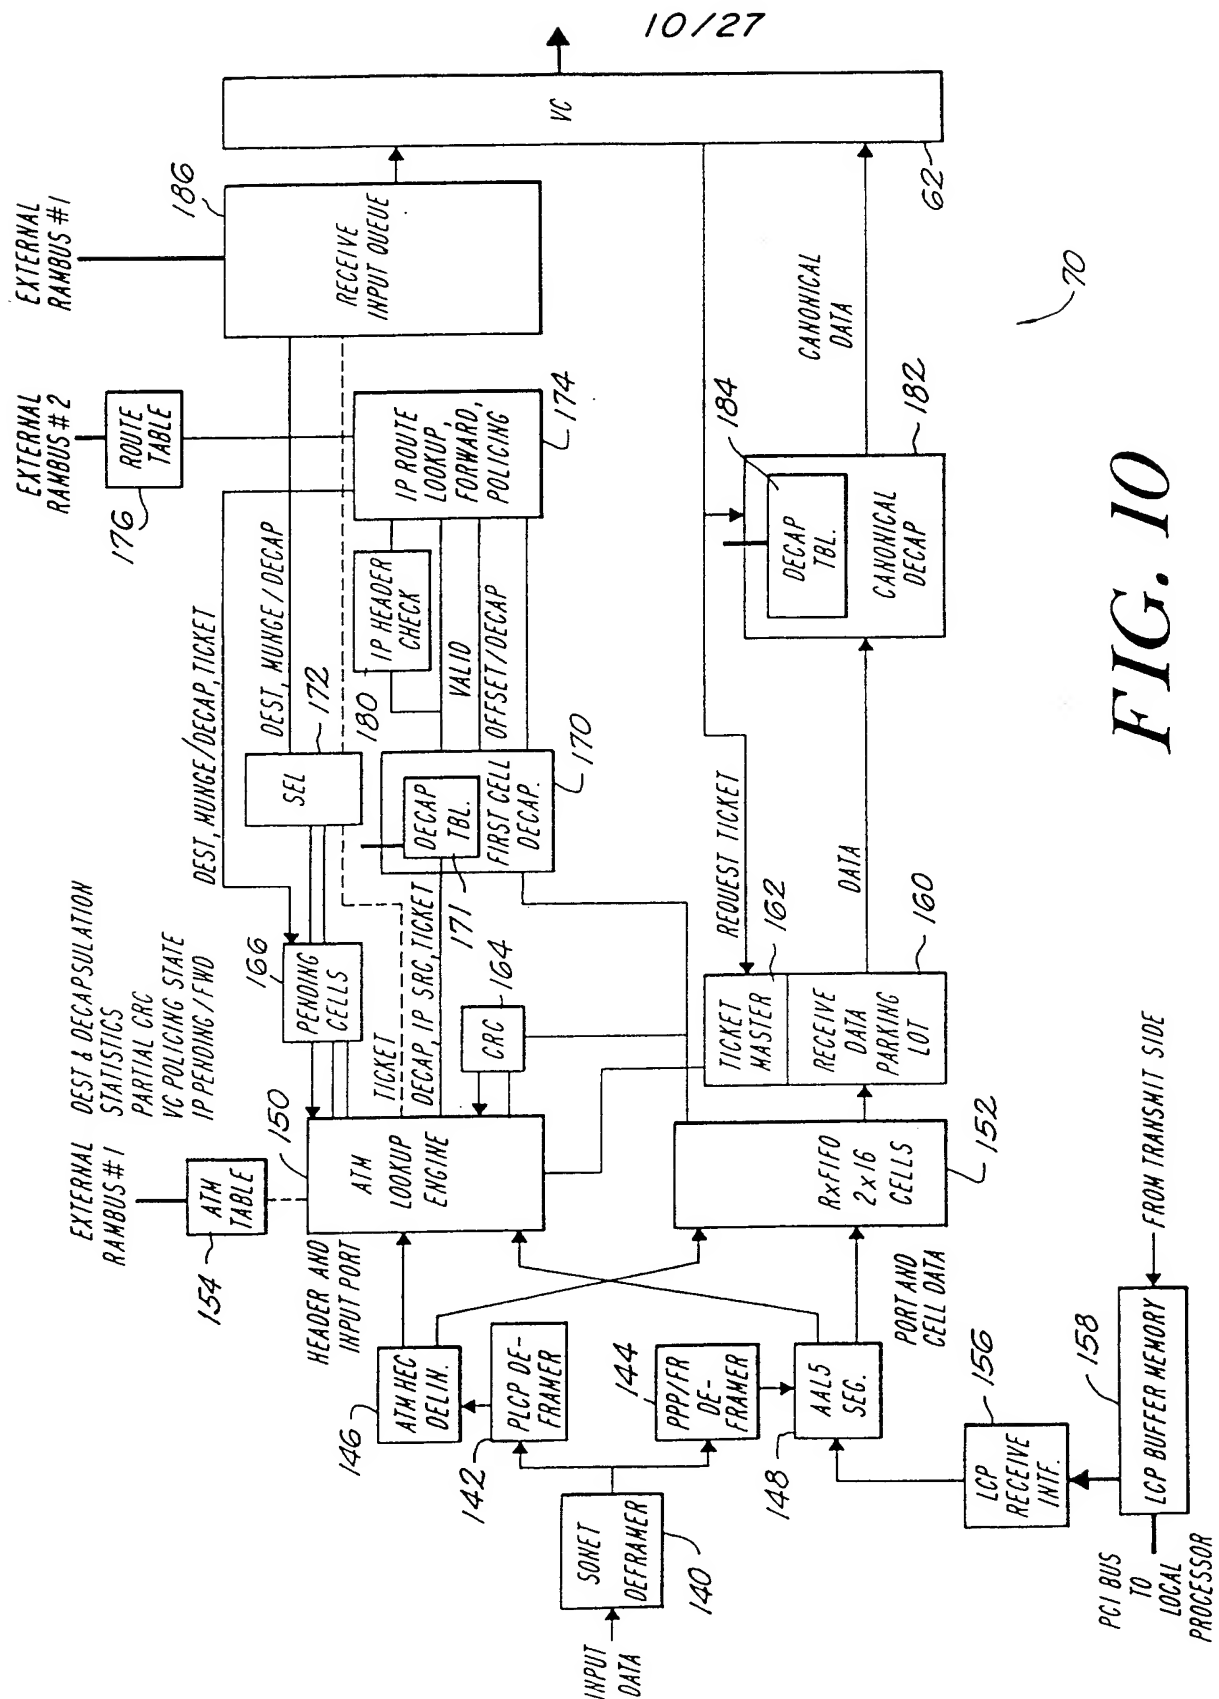 10/27
EXTERNAL
RAMBUS #1
186
RECEIVE
INPUT QUEUE
VC
62
EXTERNAL
RAMBUS # 2
ROUTE
TABLE
176
IP ROUTE
LOOKUP,
FORWARD,
POLICING
174
DEST, MUNGE/DECAP
DEST, MUNGE/DECAP, TICKET
IP HEADER
CHECK
180
VALID
OFFSET/DECAP
SEL
172
DECAP
TBL.
171
FIRST CELL
DECAP.
170
DEST & DECAPSULATION
STATISTICS
PARTIAL CRC
VC POLICING STATE
IP PENDING/FWD
166
PENDING
CELLS
TICKET
DECAP, IP SRC, TICKET
CRC
164
EXTERNAL
RAMBUS #1
ATM
TABLE
154
150
ATM
LOOKUP
ENGINE
HEADER AND
INPUT PORT
ATM HEC
DELIN.
146
PLCP DE-
FRAMER
142
PPP/FR
DE-
FRAMER
144
AAL5
SEG.
148
SONET
DEFRAMER
140
INPUT
DATA
PORT AND
CELL DATA
RxFIFO
2 x 16
CELLS
152
TICKET
MASTER
162
RECEIVE
DATA
PARKING
LOT
160
REQUEST TICKET
DATA
DECAP
TBL.
184
CANONICAL
DECAP
182
CANONICAL
DATA
70
LCP
RECEIVE
INTF.
156
LCP BUFFER MEMORY
158
FROM TRANSMIT SIDE
PCI BUS
TO
LOCAL
PROCESSOR
FIG. 10